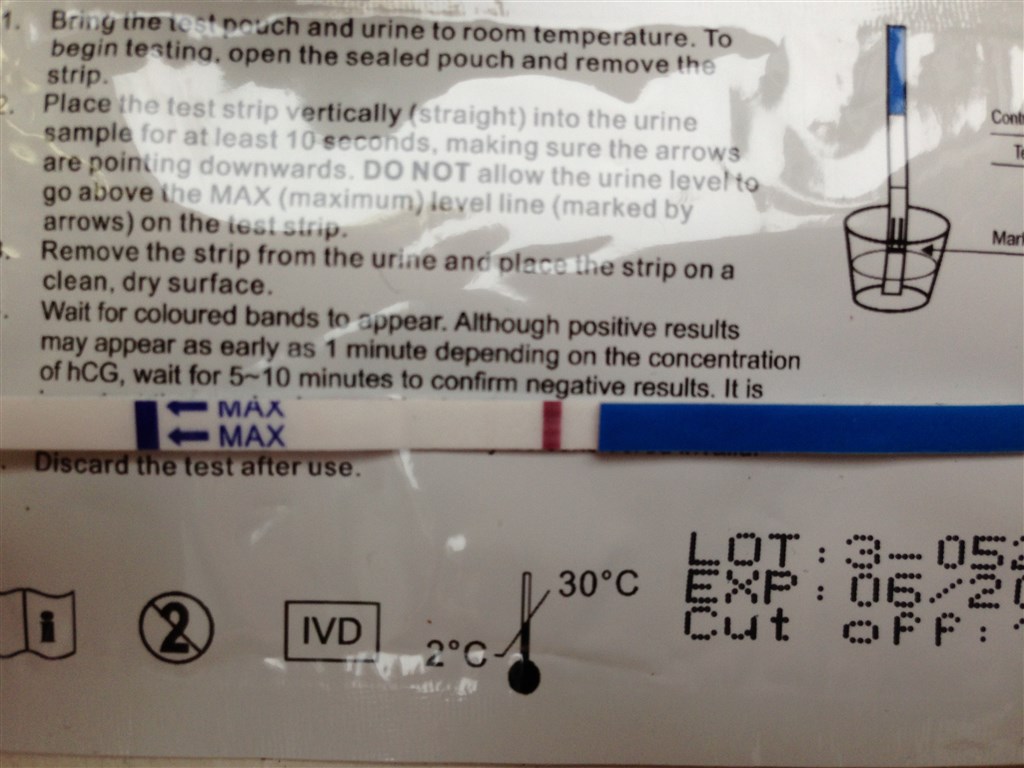 1. Bring the test pouch and urine to room temperature. To
begin testing, open the sealed pouch and remove the
strip.
2. Place the test strip vertically (straight) into the urine
sample for at least 10 seconds, making sure the arrows
are pointing downwards. DO NOT allow the urine level to
go above the MAX (maximum) level line (marked by
arrows) on the test strip.
Remove the strip from the urine and place the strip on a
clean, dry surface.
Wait for coloured bands to appear. Although positive results
may appear as early as 1 minute depending on the concentration
of hCG, wait for 5~10 minutes to confirm negative results. It is
MAX
MAX
Discard the test after use.
i
2
IVD
2°C
30°C
LOT: 3-05
EXP: 06/20
Cut off: